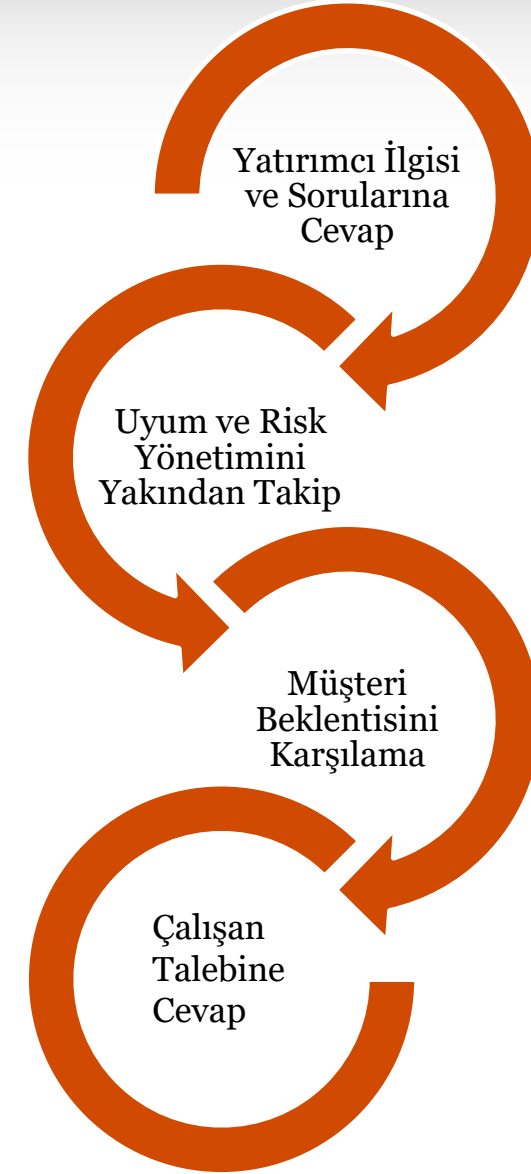 Yatırımcı İlgisi
ve Sorularına
Cevap
Uyum ve Risk
Yönetimini
Yakından Takip
Müşteri
Beklentisini
Karşılama
Çalışan
Talebine
Cevap